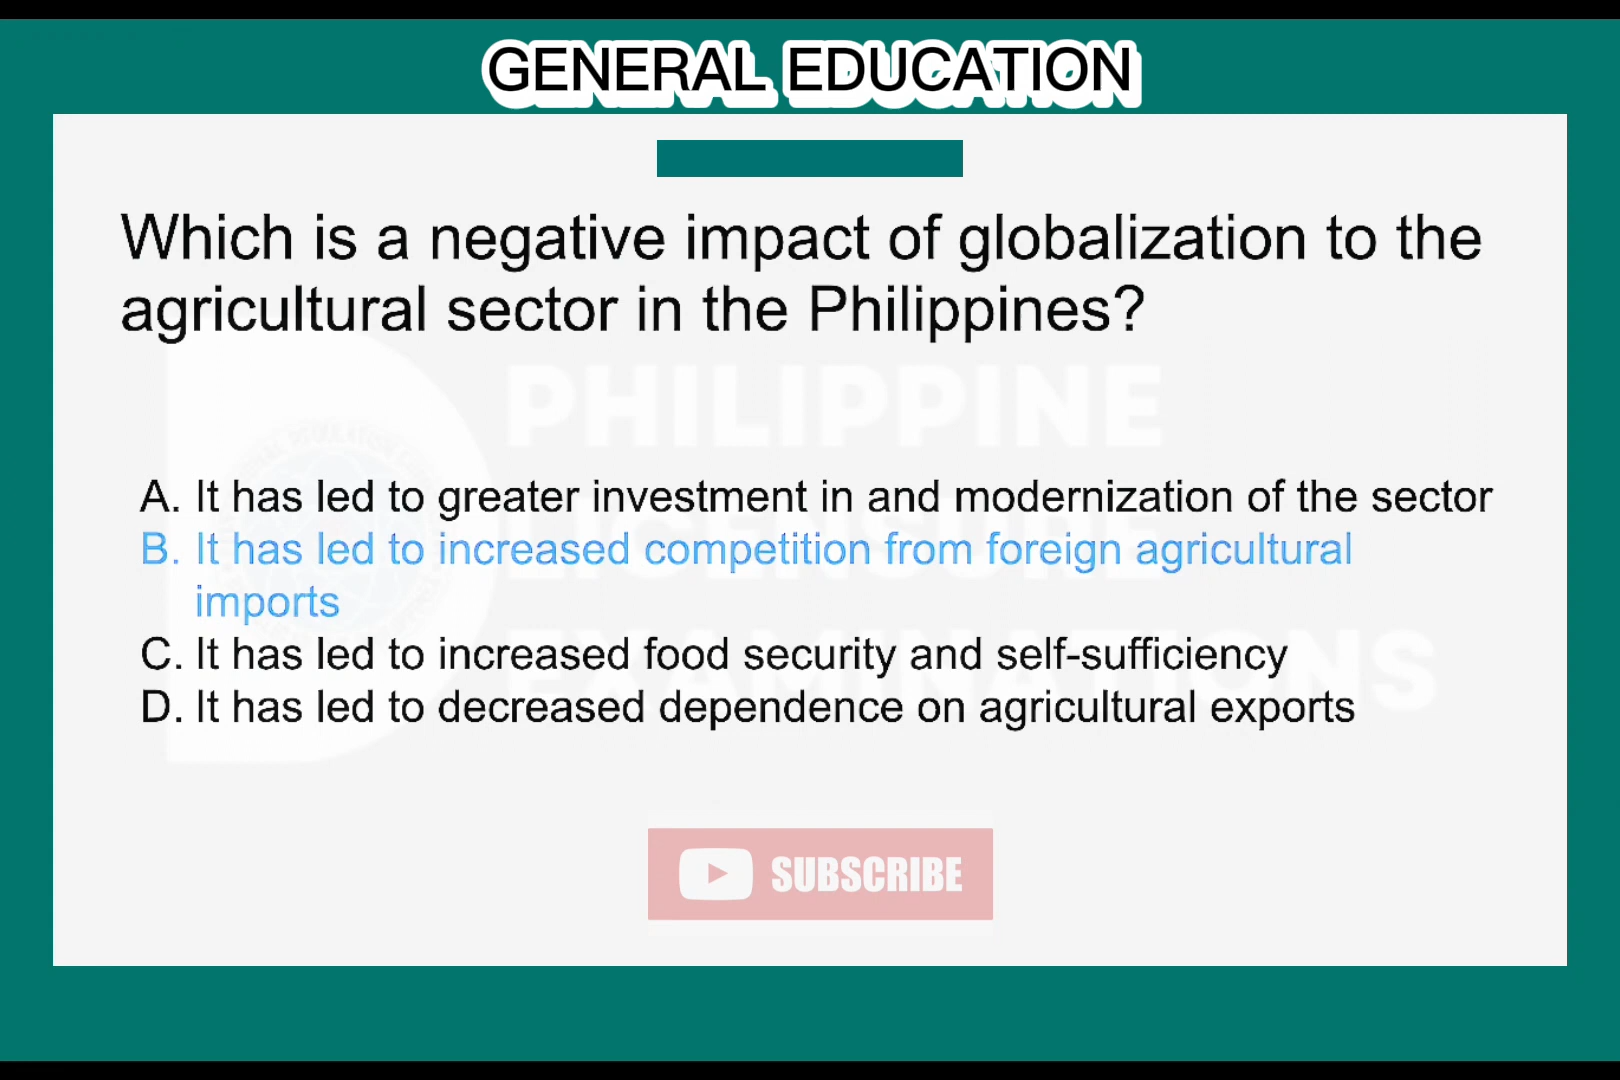 GENERAL EDUCATION
Which is a negative impact of globalization to the
agricultural sector in the Philippines?
PHILIPPINE
A. It has led to greater investment in and modernization of the sector
LICENSURE
B. It has led to increased competition from foreign agricultural
imports
C. It has led to increased food security and self-sufficiency
EXAMINATIONS
D. It has led to decreased dependence on agricultural exports
SUBSCRIBE